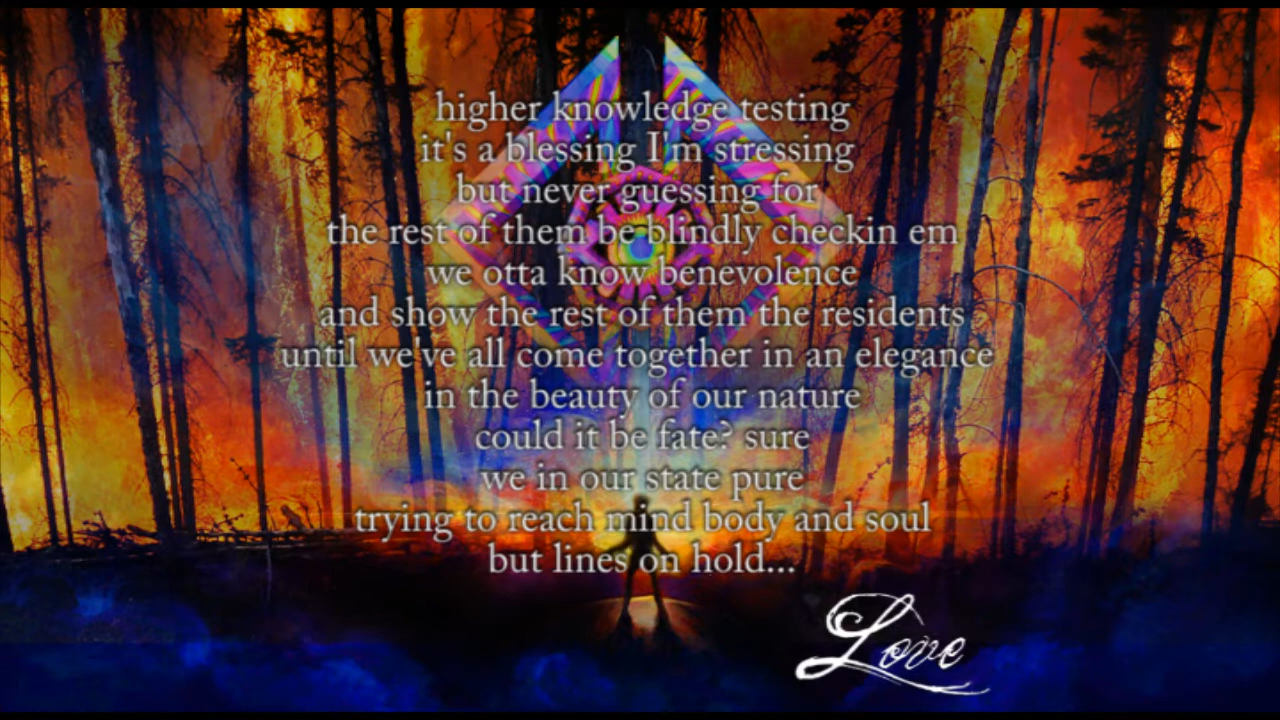 higher knowledge testing
it's a blessing I'm stressing
but never guessing for
the rest of them be blindly checkin em
we otta know benevolence
and show the rest of them the residents
until we've all come together in an elegance
in the beauty of our nature
could it be fate? sure
we in our state pure
trying to reach mind body and soul
but lines on hold...
Love